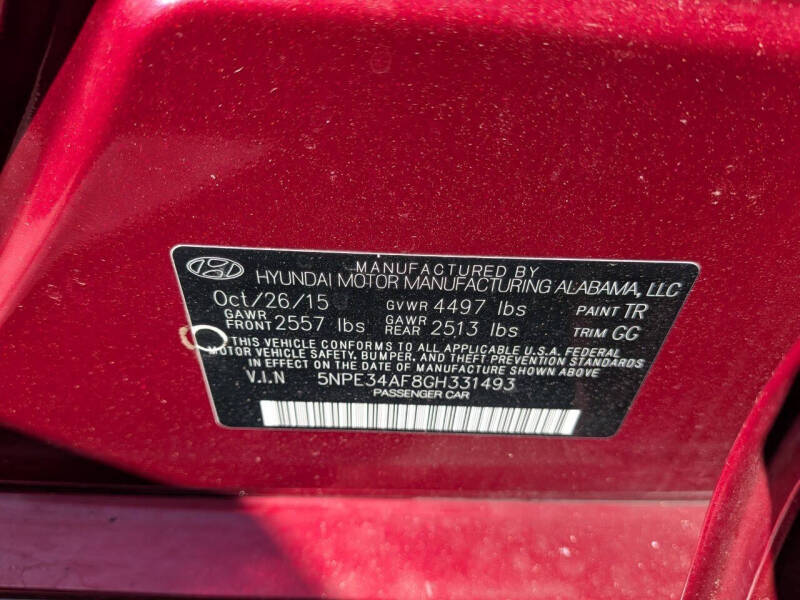 MANUFACTURED BY
HYUNDAI MOTOR MANUFACTURING ALABAMA, LLC
Oct/26/15 GVWR 4497 lbs PAINT TR
GAWR FRONT 2557 lbs GAWR REAR 2513 lbs TRIM GG
THIS VEHICLE CONFORMS TO ALL APPLICABLE U.S.A. FEDERAL
MOTOR VEHICLE SAFETY, BUMPER, AND THEFT PREVENTION STANDARDS
IN EFFECT ON THE DATE OF MANUFACTURE SHOWN ABOVE
V.I.N 5NPE34AF8GH331493
PASSENGER CAR